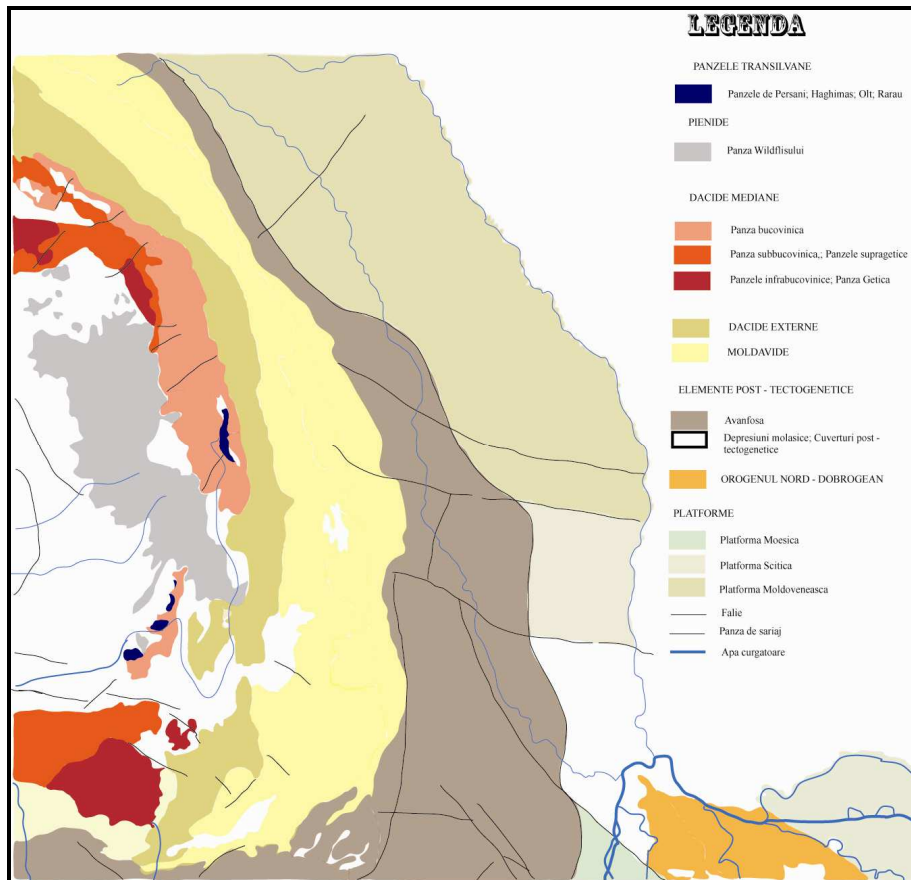 LEGENDA
PANZELE TRANSILVANE
Panzele de Persani; Haghimas; Olt; Rarau
PIENIDE
Panza Wildflisului
DACIDE MEDIANE
Panza bucovinica
Panza subbucovinica,; Panzele supragetice
Panzele infrabucovinice; Panza Getica
DACIDE EXTERNE
MOLDAVIDE
ELEMENTE POST - TECTOGENETICE
Avanfosa
Depresiuni molasice; Cuverturi post -
tectogenetice
OROGENUL NORD - DOBROGEAN
PLATFORME
Platforma Moesica
Platforma Scitica
Platforma Moldoveneasca
Falie
Panza de sariaj
Apa curgatoare